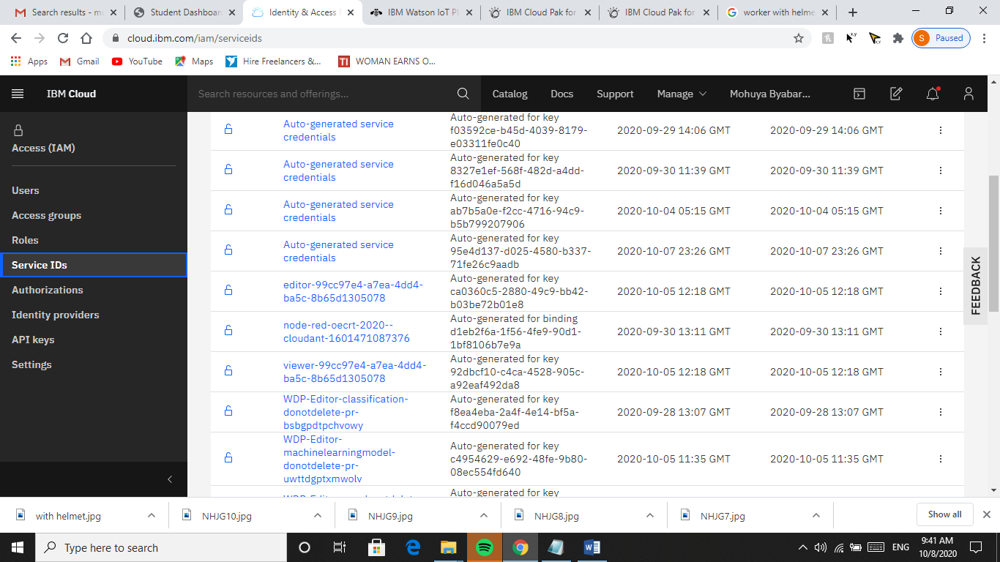 Search results - mo
Student Dashboard
Identity & Access
IBM Watson IoT Pl
IBM Cloud Pak for
IBM Cloud Pak for
worker with helme
cloud.ibm.com/iam/serviceids
S Paused
Apps
Gmail
YouTube
Maps
Hire Freelancers &...
TI WOMAN EARNS O...
IBM Cloud
Search resources and offerings...
Catalog
Docs
Support
Manage
Mohuya Byabar...
Access (IAM)
Users
Access groups
Roles
Service IDs
Authorizations
Identity providers
API keys
Settings
Auto-generated service
credentials
Auto-generated for key
f03592ce-b45d-4039-8179-
e03311fe0c40
2020-09-29 14:06 GMT
2020-09-29 14:06 GMT
Auto-generated service
credentials
Auto-generated for key
8327e1ef-568f-482d-a4dd-
f16d046a5a5d
2020-09-30 11:39 GMT
2020-09-30 11:39 GMT
Auto-generated service
credentials
Auto-generated for key
ab7b5a0e-f2cc-4716-94c9-
b5b799207906
2020-10-04 05:15 GMT
2020-10-04 05:15 GMT
Auto-generated service
credentials
Auto-generated for key
95e4d137-d025-4580-b337-
71fe26c9aadb
2020-10-07 23:26 GMT
2020-10-07 23:26 GMT
editor-99cc97e4-a7ea-4dd4-
ba5c-8b65d1305078
Auto-generated for key
ca0360c5-2880-49c9-bb42-
b03be72b01e8
2020-10-05 12:18 GMT
2020-10-05 12:18 GMT
node-red-oecrt-2020--
cloudant-1601471087376
Auto-generated for binding
d1eb2f6a-1f56-4fe9-90d1-
1bf8106b7e9a
2020-09-30 13:11 GMT
2020-09-30 13:11 GMT
viewer-99cc97e4-a7ea-4dd4-
ba5c-8b65d1305078
Auto-generated for key
92dbcf10-c4ca-4528-905c-
a92eaf492da8
2020-10-05 12:18 GMT
2020-10-05 12:18 GMT
WDP-Editor-classification-
donotdelete-pr-
bsbgpdtpchvowy
Auto-generated for key
f8ea4eba-2a4f-4e14-bf5a-
f4ccd90079ed
2020-09-28 13:07 GMT
2020-09-28 13:07 GMT
WDP-Editor-
machinelearningmodel-
donotdelete-pr-
uwttdgptxmwolv
Auto-generated for key
c4954629-e692-48fe-9b80-
08ec554fd640
2020-10-05 11:35 GMT
2020-10-05 11:35 GMT
Auto-generated for key
FEEDBACK
with helmet.jpg
NHJG10.jpg
NHJG9.jpg
NHJG8.jpg
NHJG7.jpg
Show all
Type here to search
ENG
9:41 AM
10/8/2020